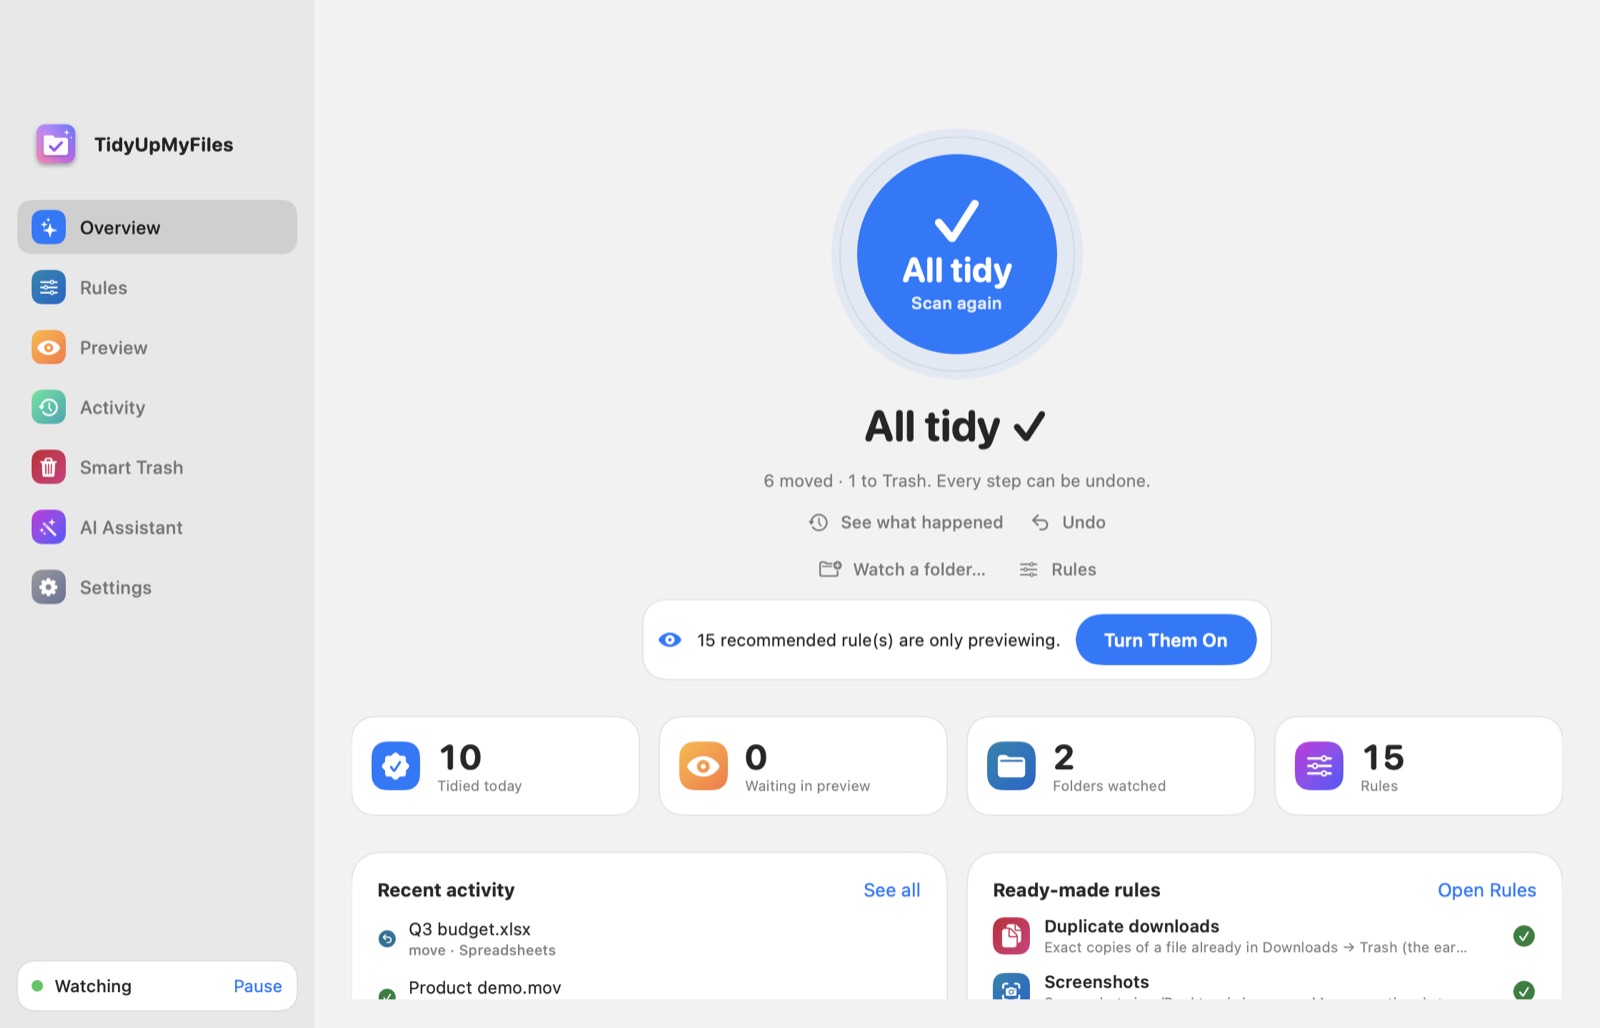 TidyUpMyFiles
Overview
Rules
Preview
Activity
Smart Trash
AI Assistant
Settings
Watching
Pause
All tidy
Scan again
All tidy ✓
6 moved · 1 to Trash. Every step can be undone.
See what happened
Undo
Watch a folder...
Rules
15 recommended rule(s) are only previewing.
Turn Them On
10
Tidied today
0
Waiting in preview
2
Folders watched
15
Rules
Recent activity
See all
Q3 budget.xlsx
move · Spreadsheets
Product demo.mov
Ready-made rules
Open Rules
Duplicate downloads
Exact copies of a file already in Downloads → Trash (the ear...
Screenshots